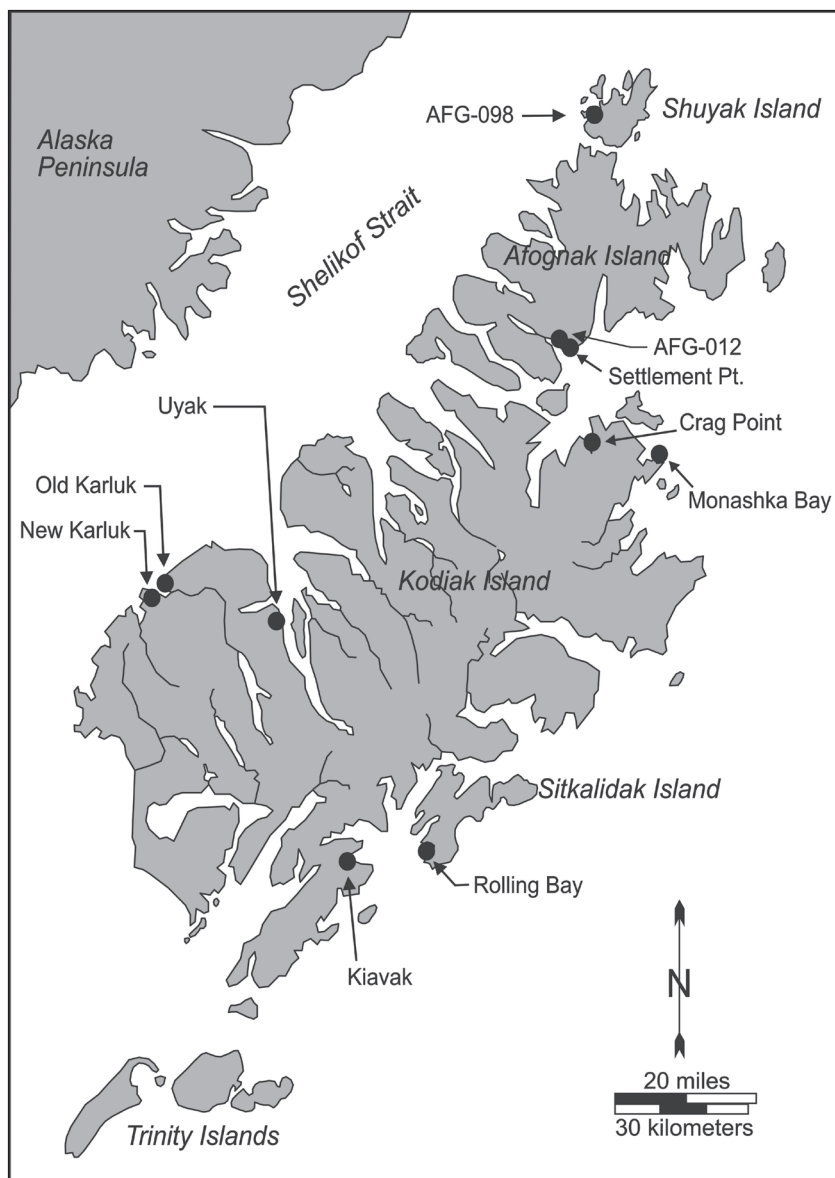 AFG-098
Shuyak Island
Alaska
Peninsula
Shelikof Strait
Afognak Island
AFG-012
Settlement Pt.
Uyak
Crag Point
Old Karluk
Monashka Bay
New Karluk
Kodiak Island
Sitkalidak Island
Rolling Bay
Kiavak
N
20 miles
30 kilometers
Trinity Islands